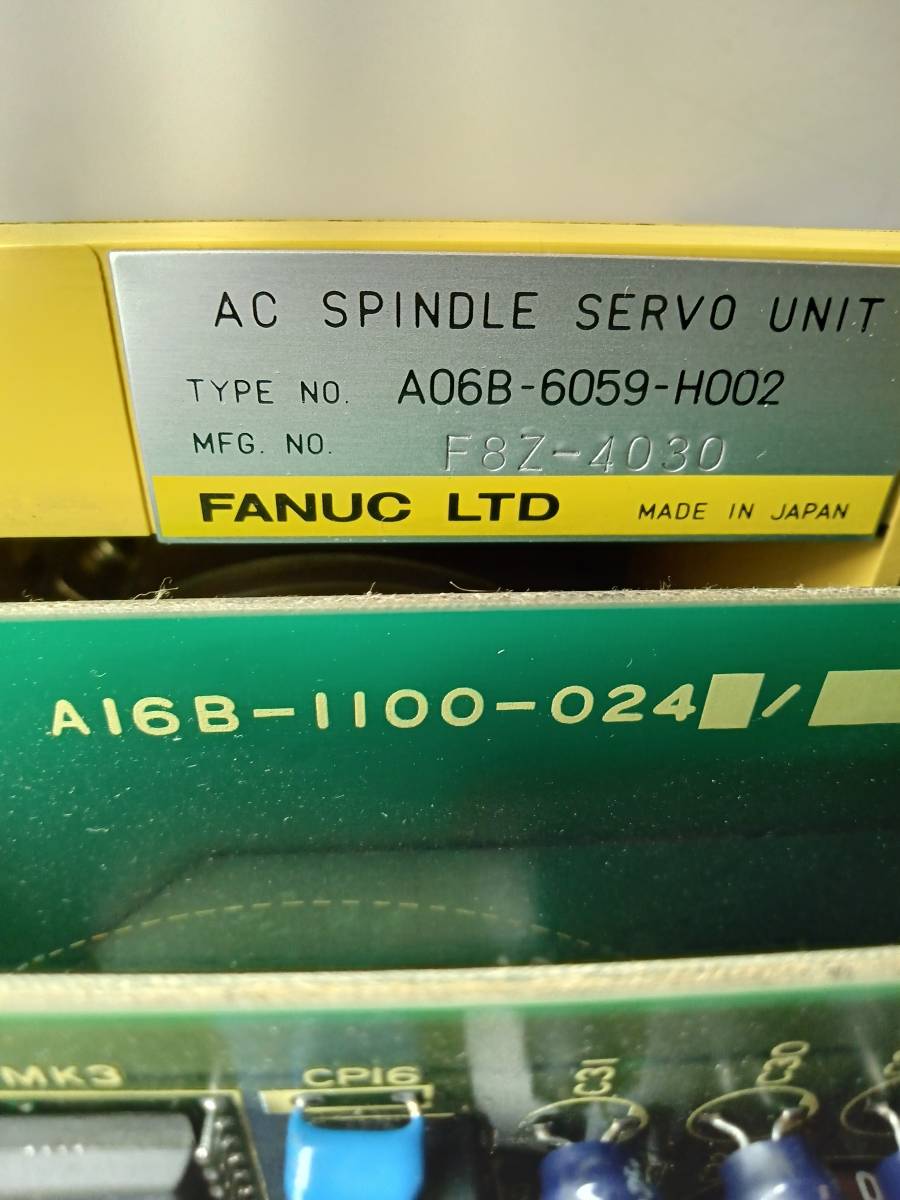 AC SPINDLE SERVO UNIT
TYPE NO. A06B-6059-H002
MFG. NO. F8Z-4030
FANUC LTD MADE IN JAPAN
A16B-1100-024 /
MK3
CP16
C31
C30